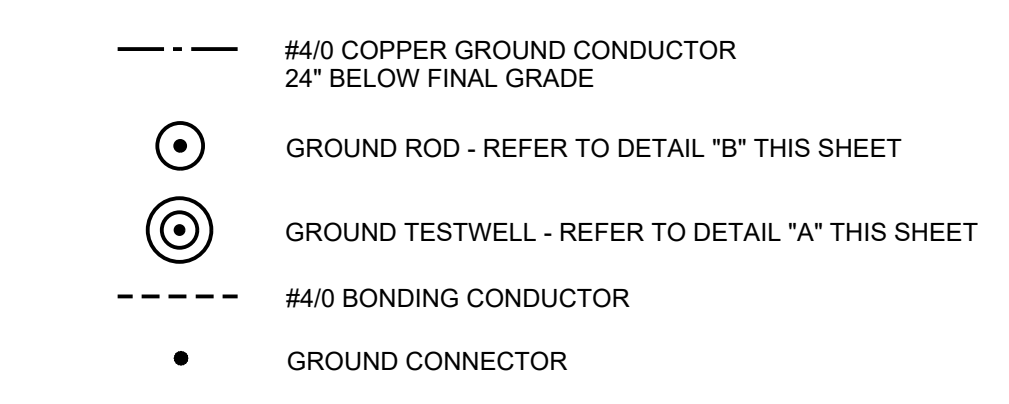 #4/0 COPPER GROUND CONDUCTOR
24" BELOW FINAL GRADE
GROUND ROD - REFER TO DETAIL "B" THIS SHEET
GROUND TESTWELL - REFER TO DETAIL "A" THIS SHEET
#4/0 BONDING CONDUCTOR
GROUND CONNECTOR